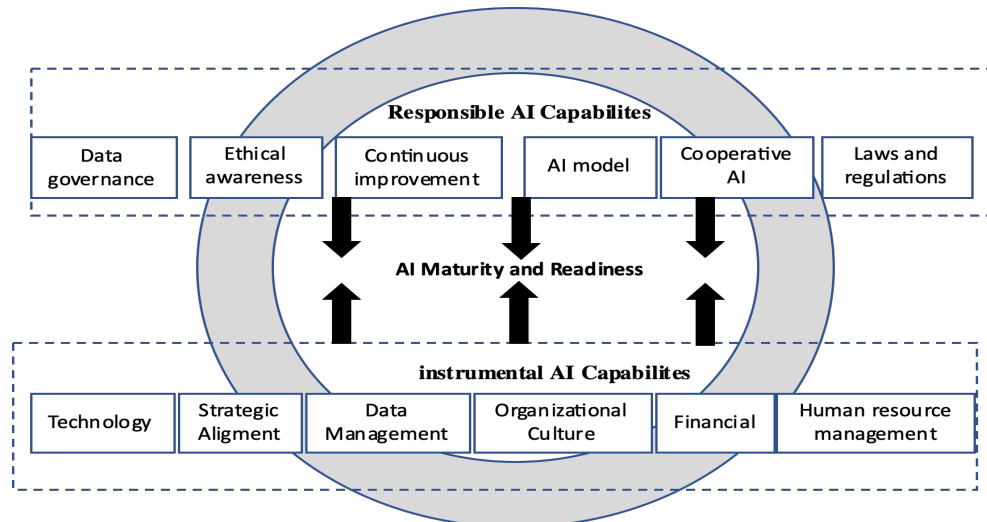 Responsible AI Capabilites
Data
governance
Ethical
awareness
Continuous
improvement
AI model
Cooperative
AI
Laws and
regulations
AI Maturity and Readiness
instrumental AI Capabilites
Technology
Strategic
Aligment
Data
Management
Organizational
Culture
Financial
Human resource
management